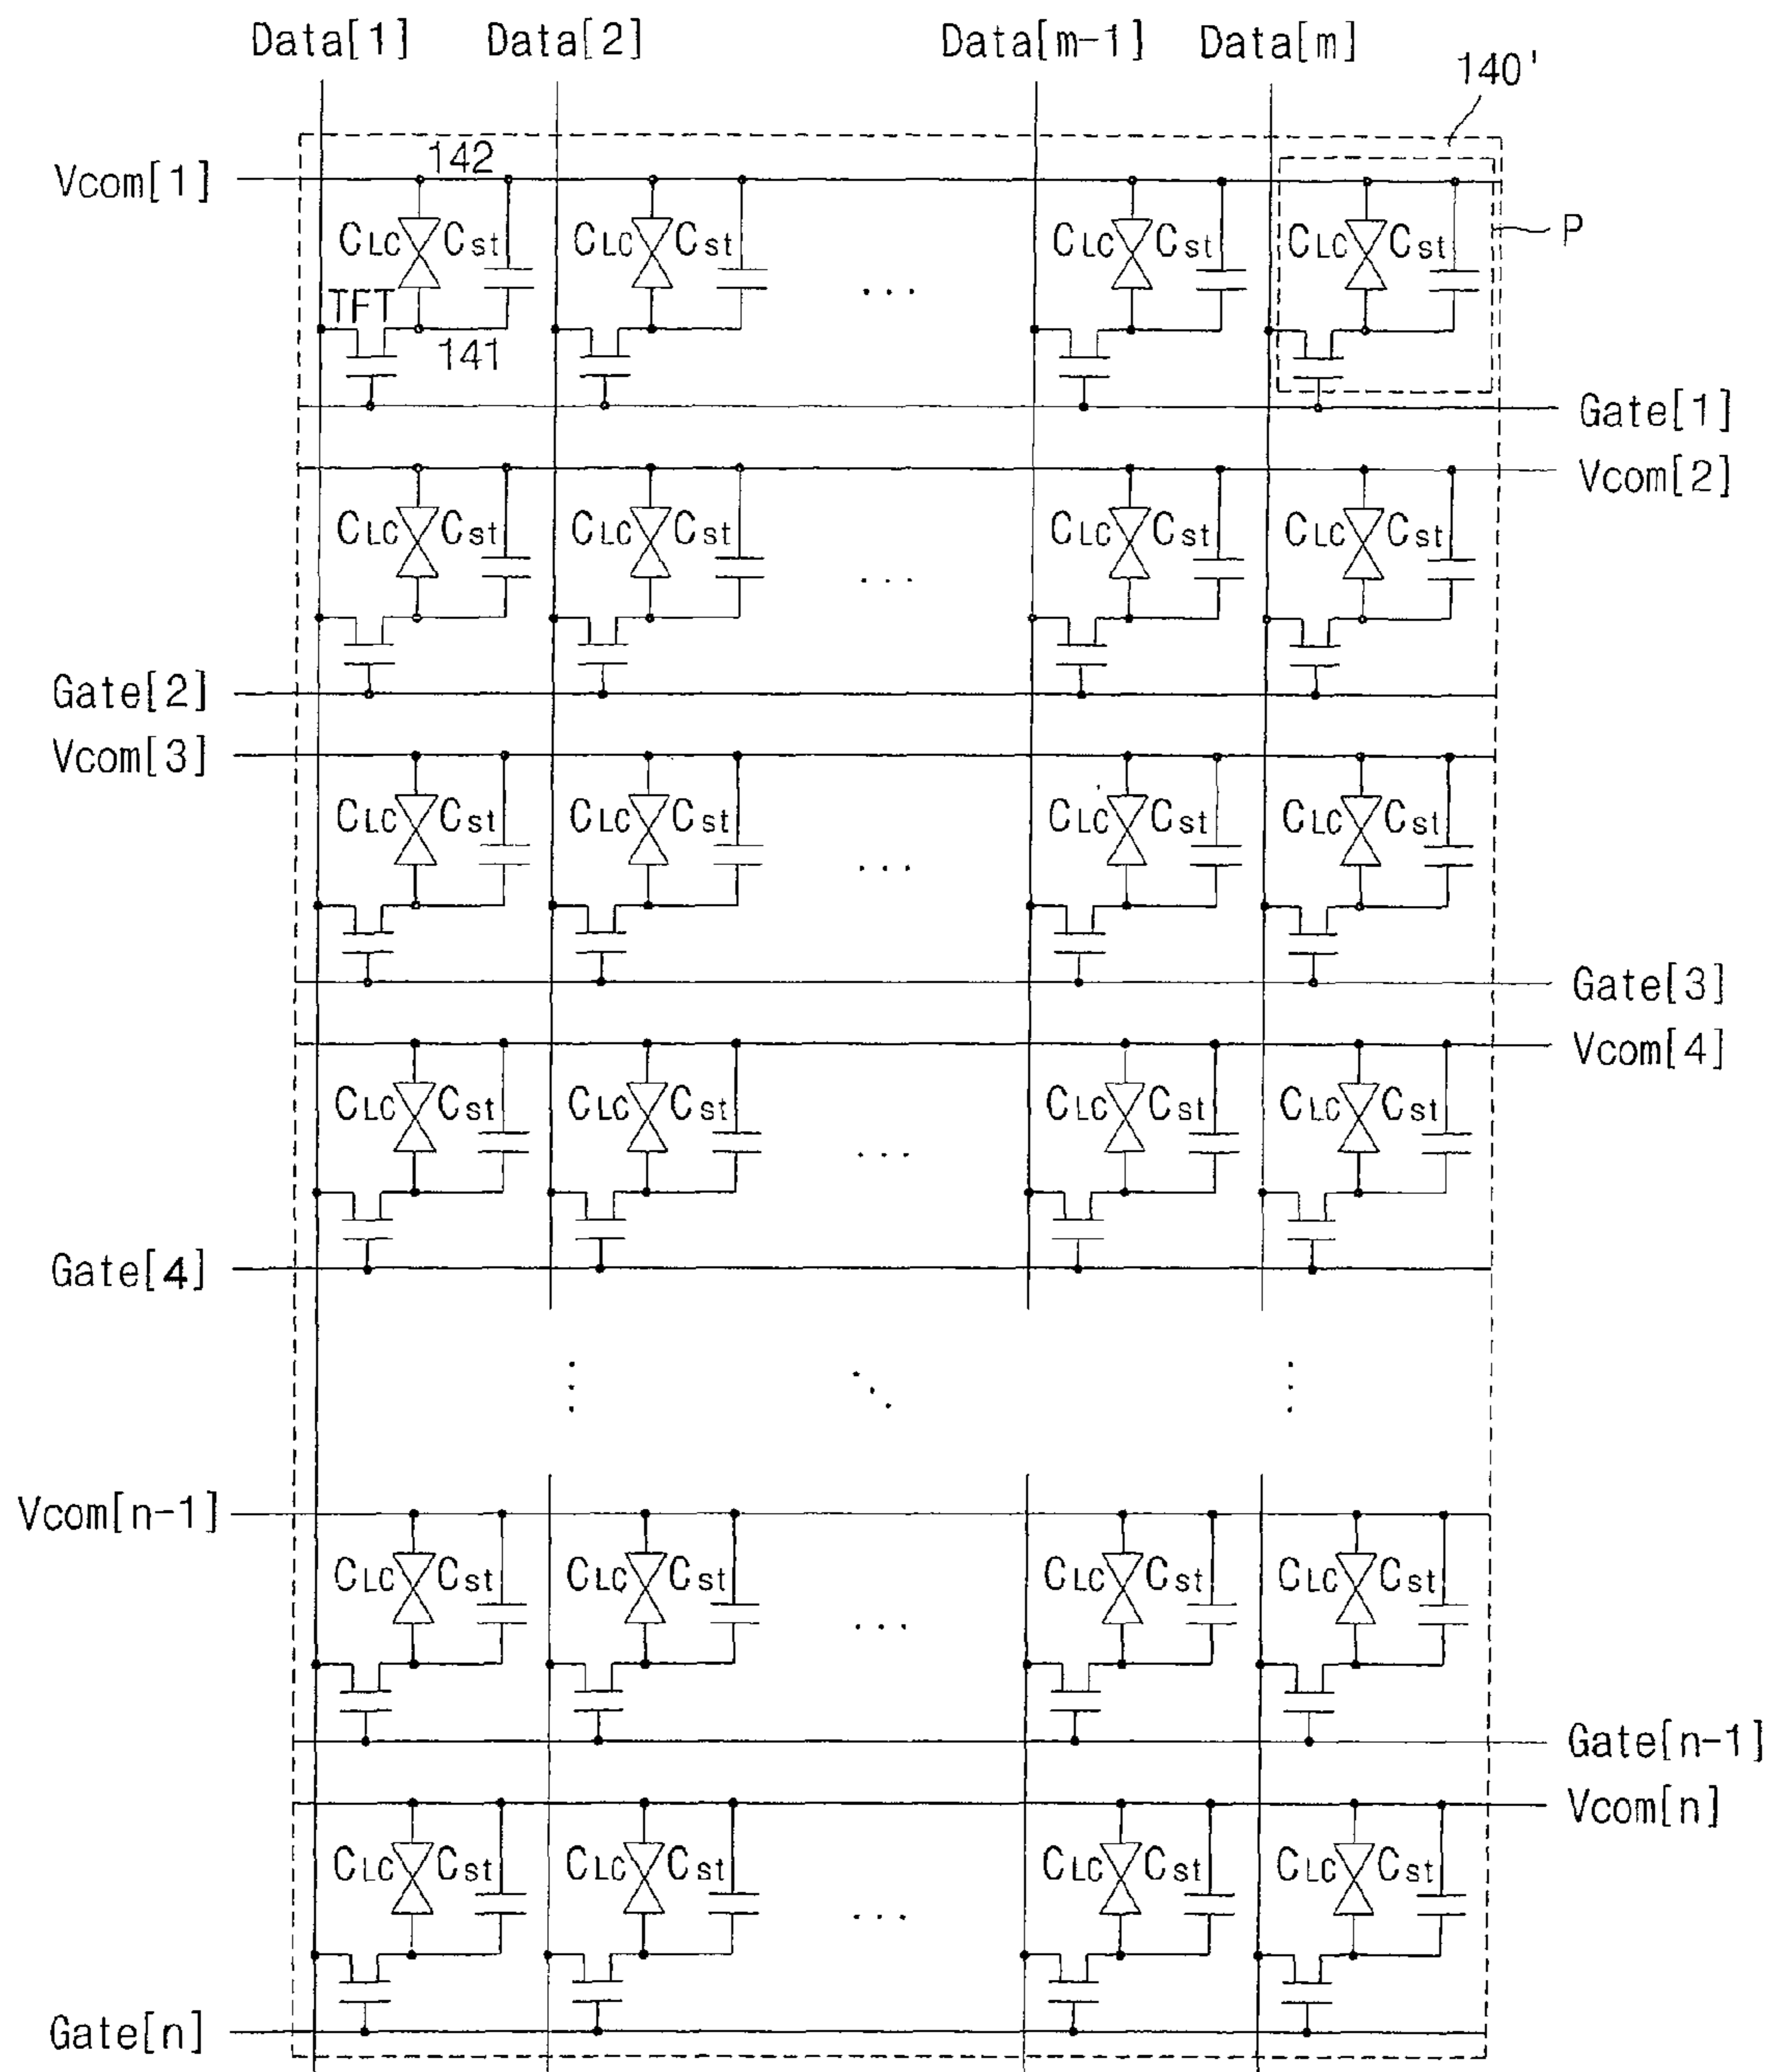 Data[1] Data[2] Data[m-1] Data[m]
140'
142
Vcom[1]
CLC Cst CLC Cst CLC Cst CLC Cst
P
TFT
...
141
Gate[1]
Vcom[2]
CLC Cst CLC Cst CLC Cst CLC Cst
...
Gate[2]
Vcom[3]
CLC Cst CLC Cst CLC Cst CLC Cst
...
Gate[3]
Vcom[4]
CLC Cst CLC Cst CLC Cst CLC Cst
...
Gate[4]
Vcom[n-1]
CLC Cst CLC Cst CLC Cst CLC Cst
...
Gate[n-1]
Vcom[n]
CLC Cst CLC Cst CLC Cst CLC Cst
...
Gate[n]